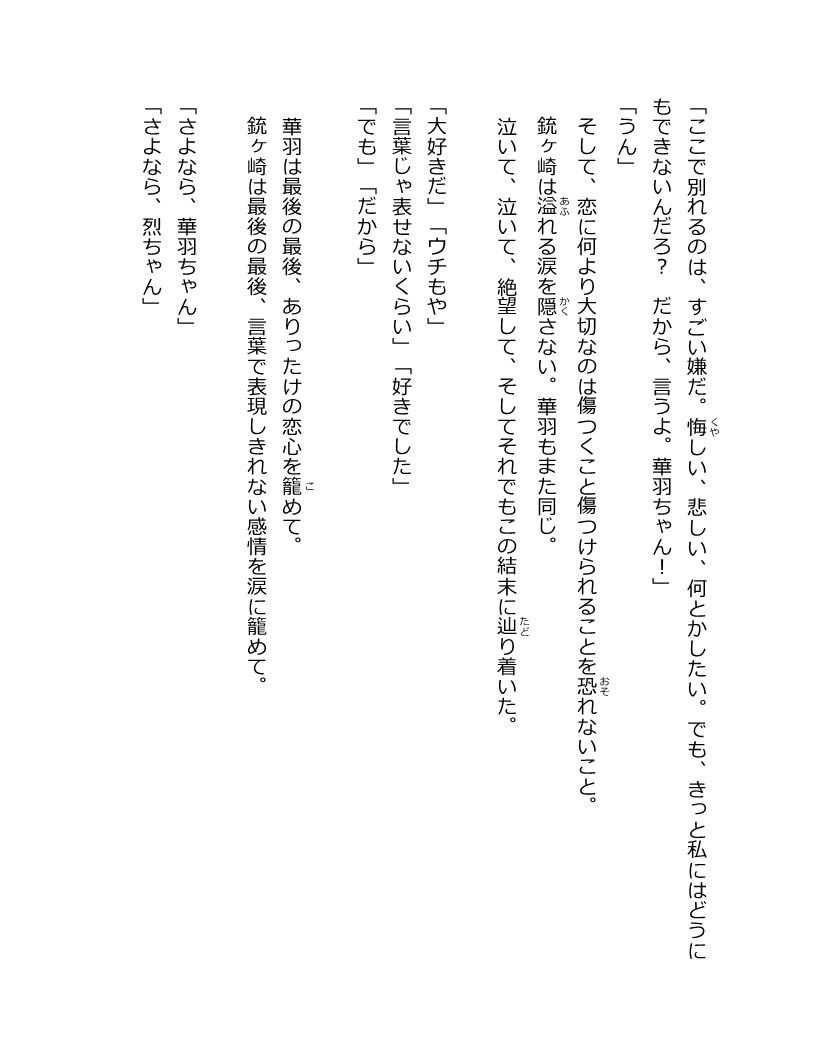 「ここで別れるのは、すごい嫌だ。悔しい、悲しい、何とかしたい。でも、きっと私にはどうに
もできないんだろ？　だから、言うよ。華羽ちゃん！」
「うん」
　そして、恋に何より大切なのは傷つくこと傷つけられることを恐れないこと。
　銃ヶ崎は溢れる涙を隠さない。華羽もまた同じ。
　泣いて、泣いて、絶望して、そしてそれでもこの結末に辿り着いた。
「大好きだ」「ウチもや」
「言葉じゃ表せないくらい」「好きでした」
「でも」「だから」
　華羽は最後の最後、ありったけの恋心を籠めて。
　銃ヶ崎は最後の最後、言葉で表現しきれない感情を涙に籠めて。
「さよなら、華羽ちゃん」
「さよなら、烈ちゃん」